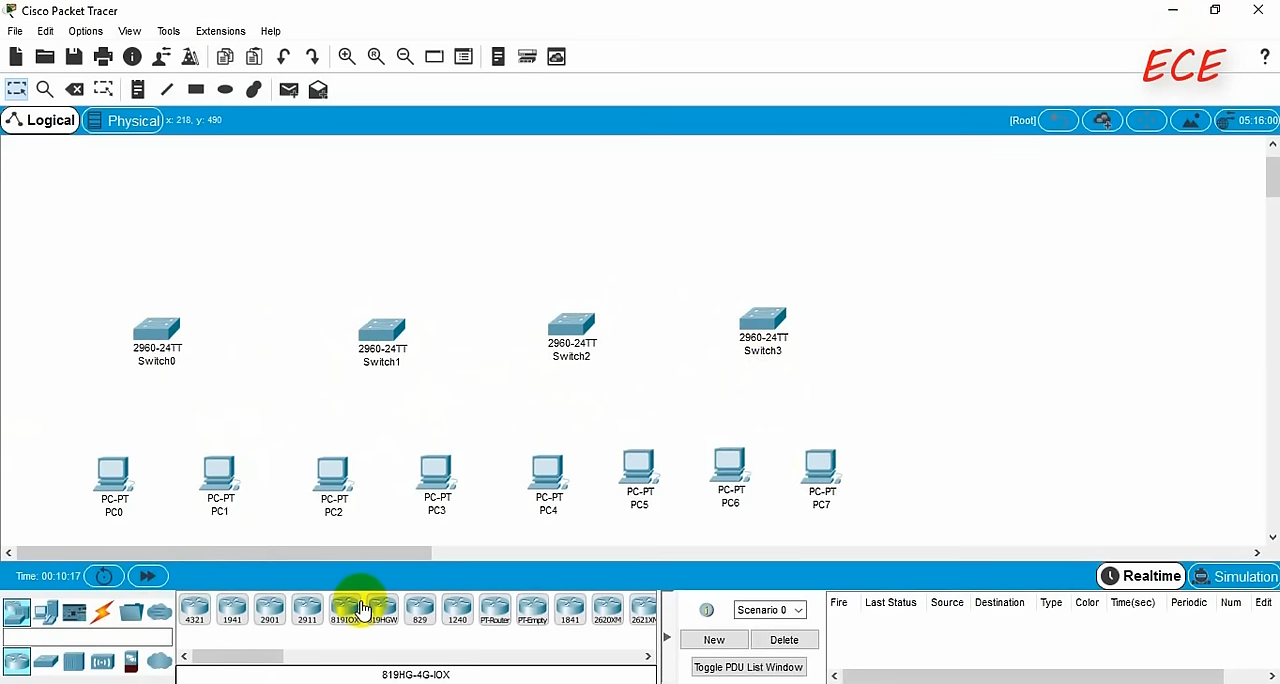 Cisco Packet Tracer
File Edit Options View Tools Extensions Help
ECE
?
Logical Physical x: 218, y: 490 [Root] 05:16:00
2960-24TT
Switch0
2960-24TT
Switch1
2960-24TT
Switch2
2960-24TT
Switch3
PC-PT
PC0
PC-PT
PC1
PC-PT
PC2
PC-PT
PC3
PC-PT
PC4
PC-PT
PC5
PC-PT
PC6
PC-PT
PC7
Time: 00:10:17 Realtime Simulation
4321 1941 2901 2911 819IOX 819HGW 829 1240 PT-Router PT-Empty 1841 2620XM 2621XM
819HG-4G-IOX
Scenario 0
New Delete
Toggle PDU List Window
Fire Last Status Source Destination Type Color Time(sec) Periodic Num Edit